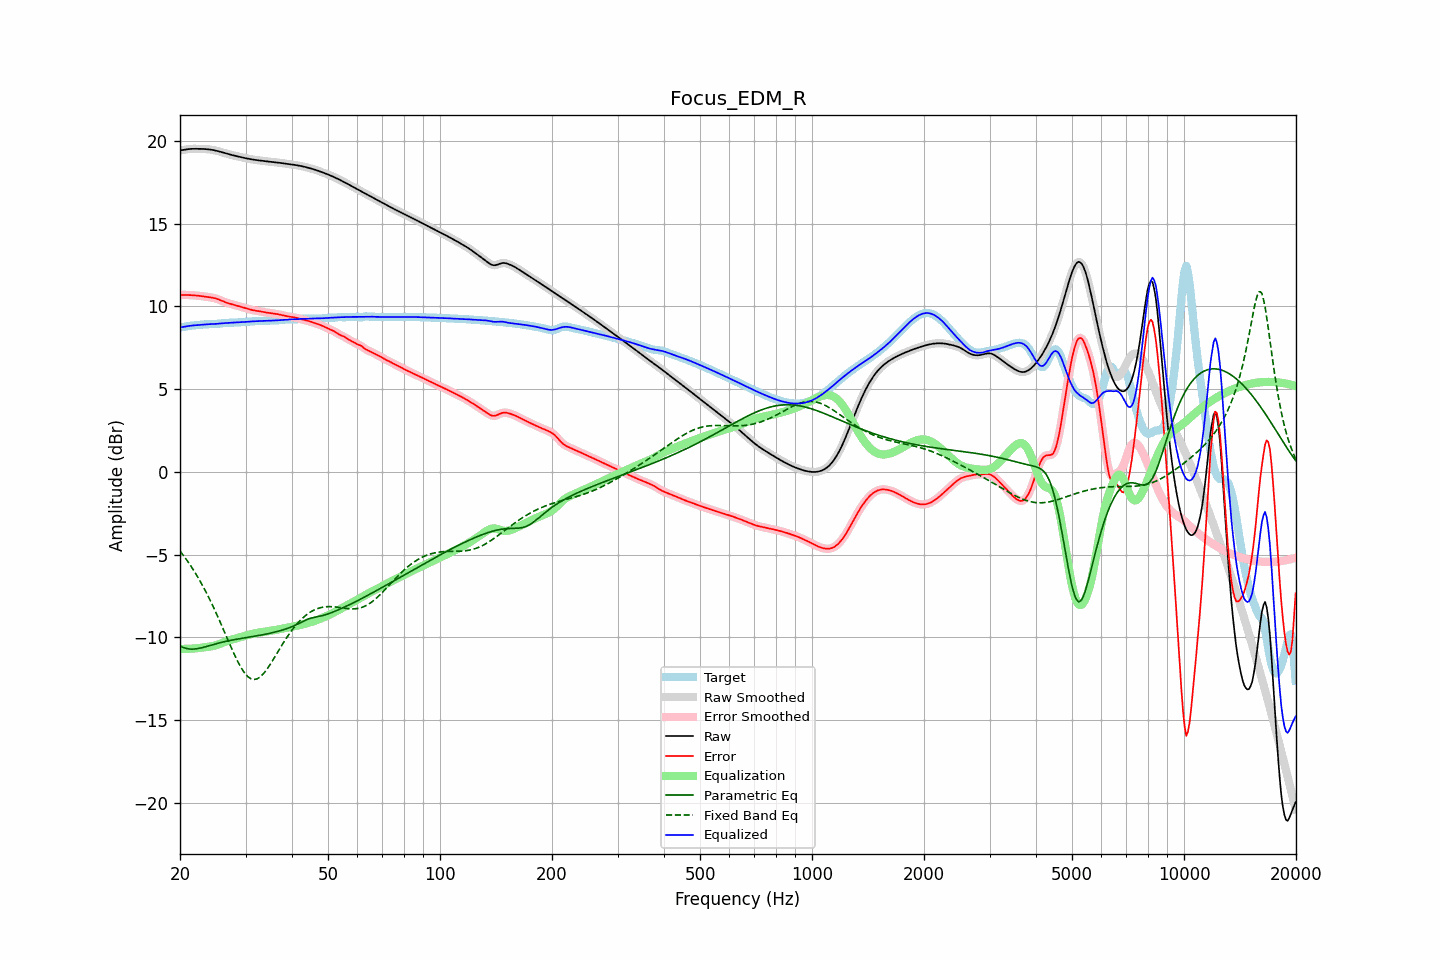 Focus_EDM_R
20
15
10
5
0
−5
−10
−15
−20
Amplitude (dBr)
Target
Raw Smoothed
Error Smoothed
Raw
Error
Equalization
Parametric Eq
Fixed Band Eq
Equalized
20 50 100 200 500 1000 2000 5000 10000 20000
Frequency (Hz)